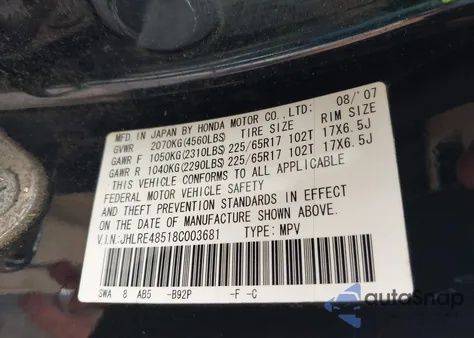 MFD. IN JAPAN BY HONDA MOTOR CO., LTD. 08/'07
GVWR 2070KG(4560LBS) TIRE SIZE RIM SIZE
GAWR F 1050KG(2310LBS) 225/65R17 102T 17X6.5J
GAWR R 1040KG(2290LBS) 225/65R17 102T 17X6.5J
THIS VEHICLE CONFORMS TO ALL APPLICABLE
FEDERAL MOTOR VEHICLE SAFETY
AND THEFT PREVENTION STANDARDS IN EFFECT
ON THE DATE OF MANUFACTURE SHOWN ABOVE.
V.I.N:JHLRE48518C003681 TYPE: MPV
SWA 8 AB5 -B92P -F -C
autoSnap